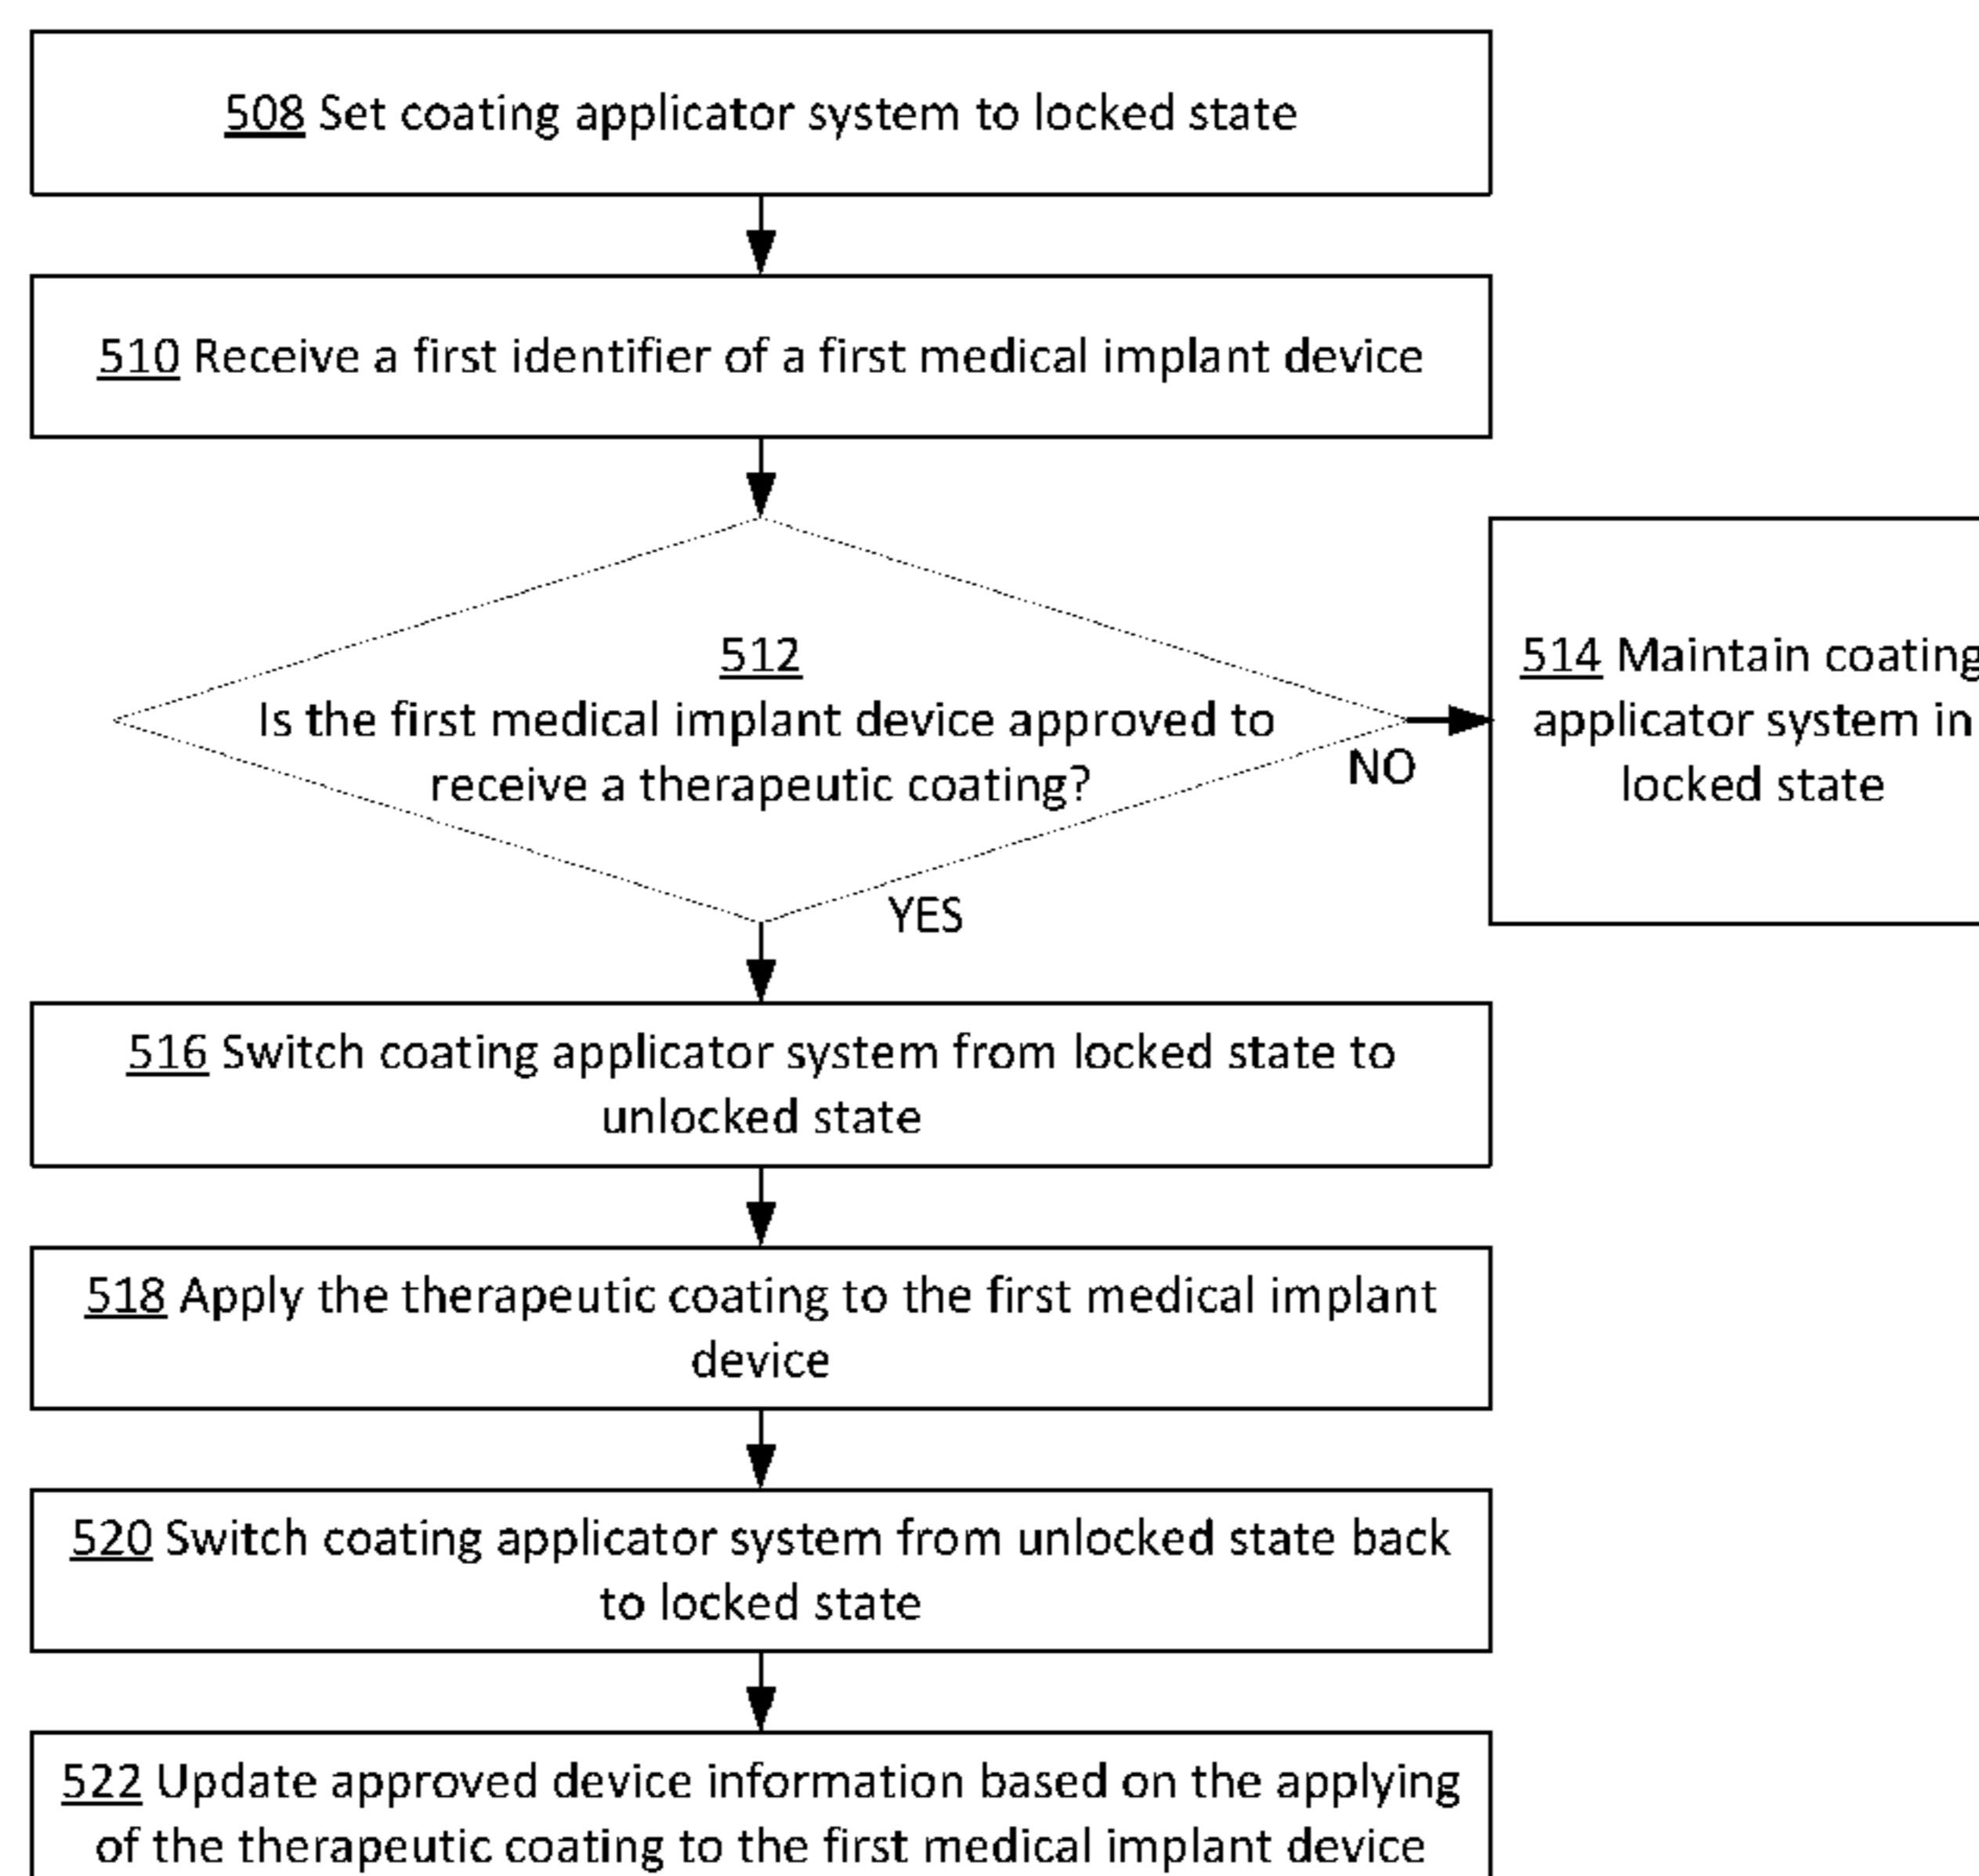 508 Set coating applicator system to locked state
510 Receive a first identifier of a first medical implant device
512
Is the first medical implant device approved to
receive a therapeutic coating?
NO
514 Maintain coating
applicator system in
locked state
YES
516 Switch coating applicator system from locked state to
unlocked state
518 Apply the therapeutic coating to the first medical implant
device
520 Switch coating applicator system from unlocked state back
to locked state
522 Update approved device information based on the applying
of the therapeutic coating to the first medical implant device